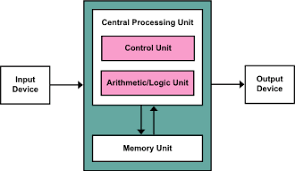 Central Processing Unit
Control Unit
Arithmetic/Logic Unit
Input
Device
Output
Device
Memory Unit